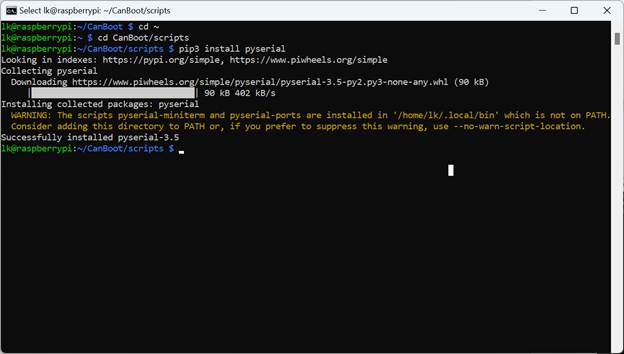 Select lk@raspberrypi: ~/CanBoot/scripts
lk@raspberrypi:~/CanBoot $ cd ~
lk@raspberrypi:~ $ cd CanBoot/scripts
lk@raspberrypi:~/CanBoot/scripts $ pip3 install pyserial
Looking in indexes: https://pypi.org/simple, https://www.piwheels.org/simple
Collecting pyserial
  Downloading https://www.piwheels.org/simple/pyserial/pyserial-3.5-py2.py3-none-any.whl (90 kB)
     |████████████████████████████████| 90 kB 402 kB/s
Installing collected packages: pyserial
  WARNING: The scripts pyserial-miniterm and pyserial-ports are installed in '/home/lk/.local/bin' which is not on PATH.
  Consider adding this directory to PATH or, if you prefer to suppress this warning, use --no-warn-script-location.
Successfully installed pyserial-3.5
lk@raspberrypi:~/CanBoot/scripts $